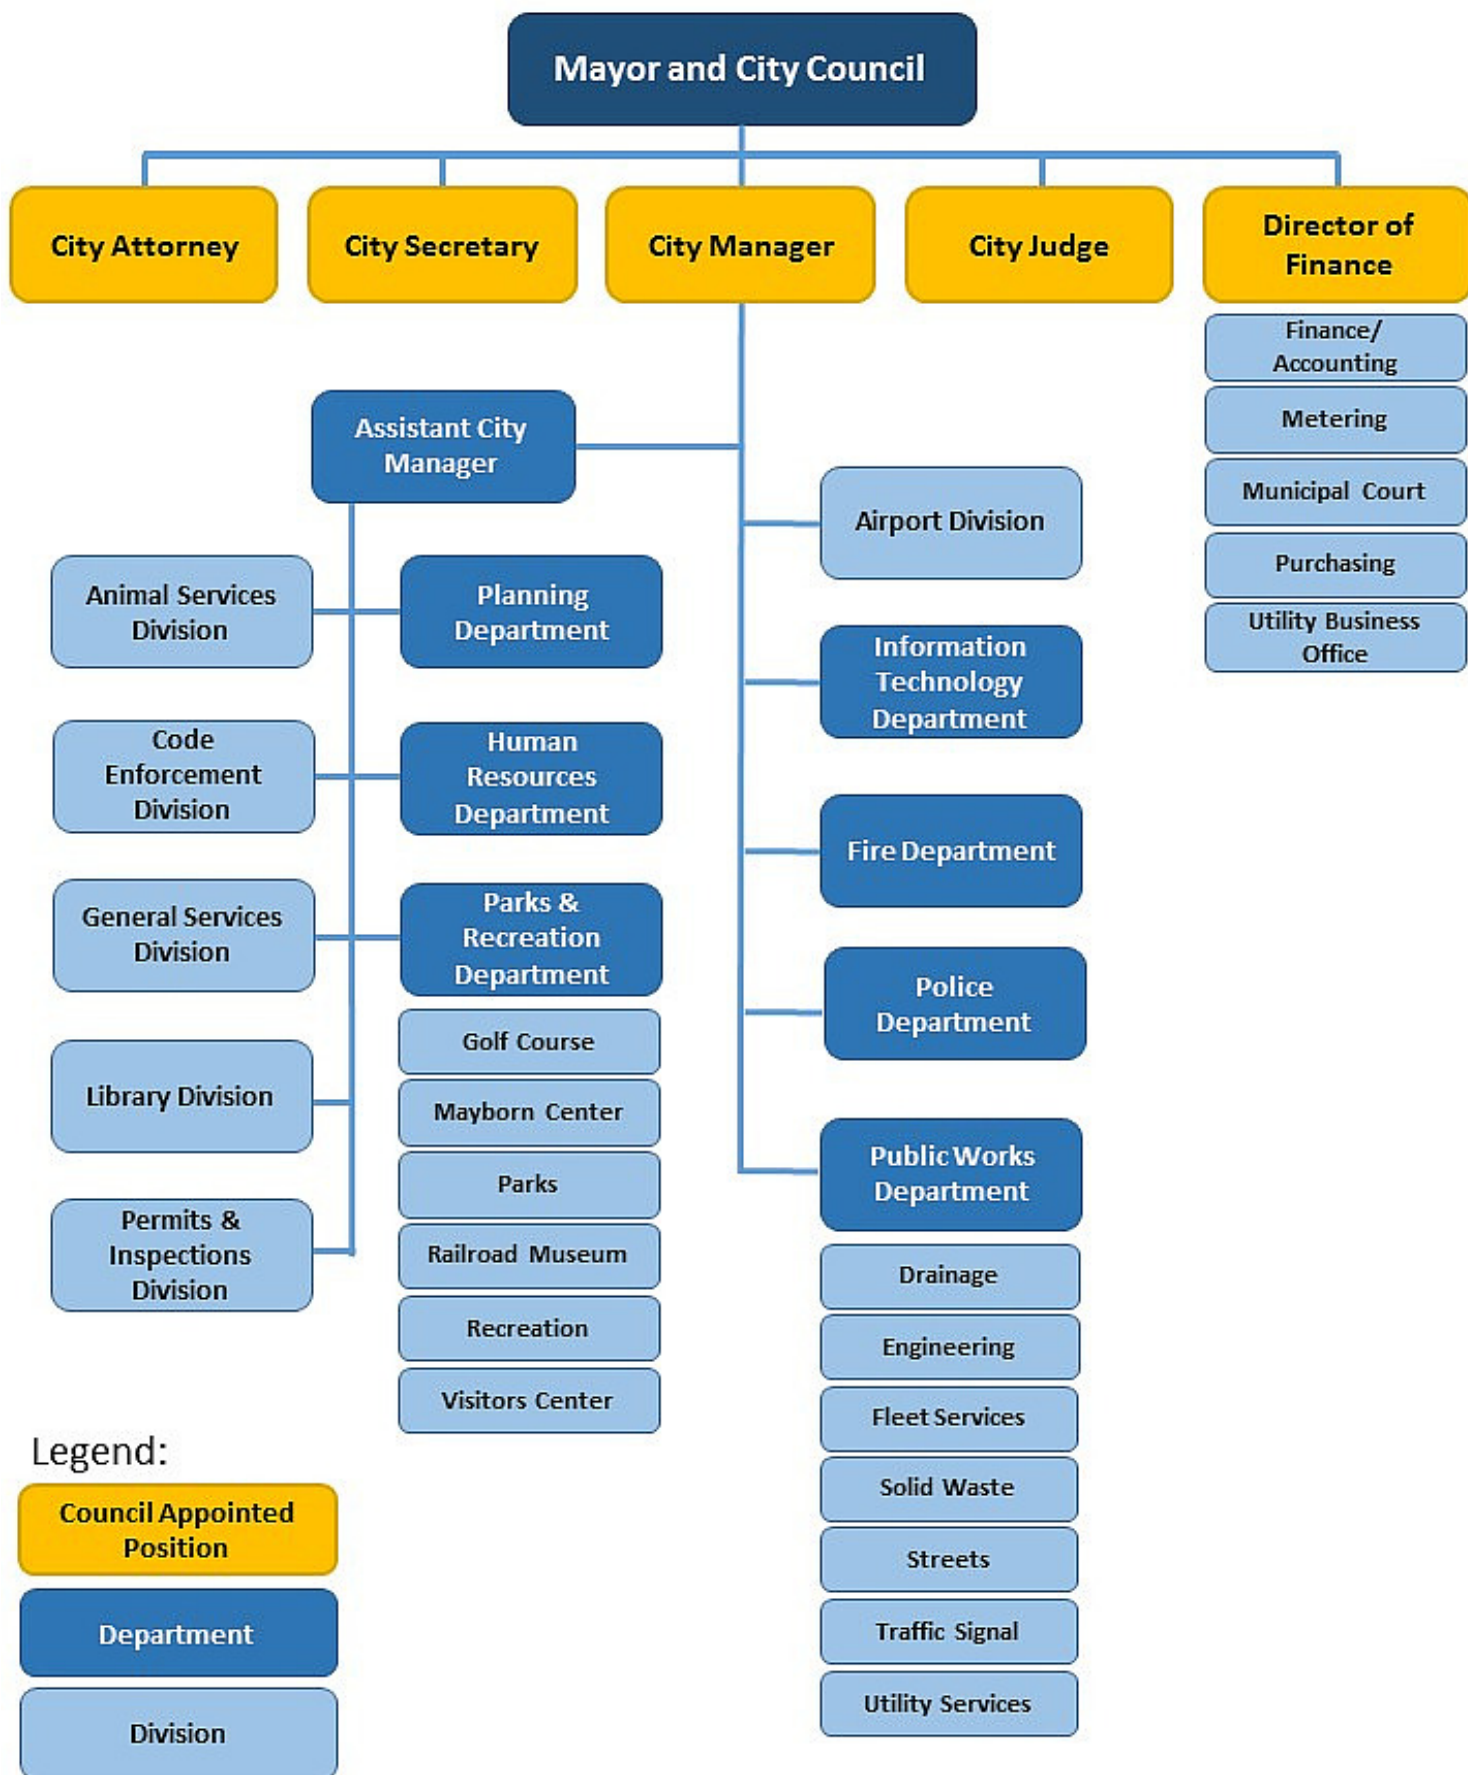 Mayor and City Council
City Attorney
City Secretary
City Manager
City Judge
Director of
Finance
Finance/
Accounting
Metering
Municipal Court
Purchasing
Utility Business
Office
Assistant City
Manager
Animal Services
Division
Planning
Department
Code
Enforcement
Division
Human
Resources
Department
General Services
Division
Parks &
Recreation
Department
Library Division
Permits &
Inspections
Division
Golf Course
Mayborn Center
Parks
Railroad Museum
Recreation
Visitors Center
Airport Division
Information
Technology
Department
Fire Department
Police
Department
Public Works
Department
Drainage
Engineering
Fleet Services
Solid Waste
Streets
Traffic Signal
Utility Services
Legend:
Council Appointed
Position
Department
Division